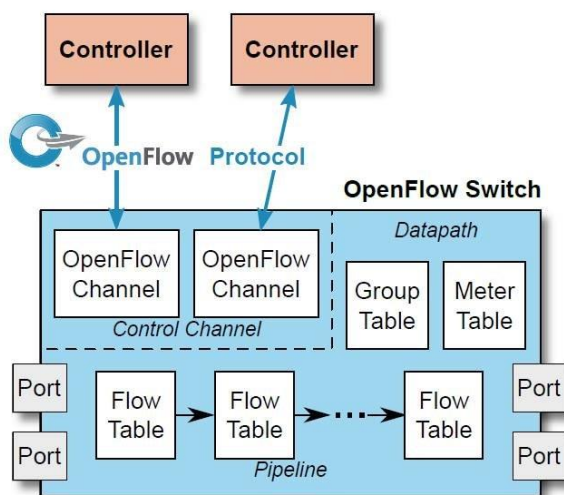 Controller
Controller
OpenFlow Protocol
OpenFlow Switch
Datapath
OpenFlow
Channel
OpenFlow
Channel
Control Channel
Group
Table
Meter
Table
Port
Port
Flow
Table
Flow
Table
...
Flow
Table
Pipeline
Port
Port